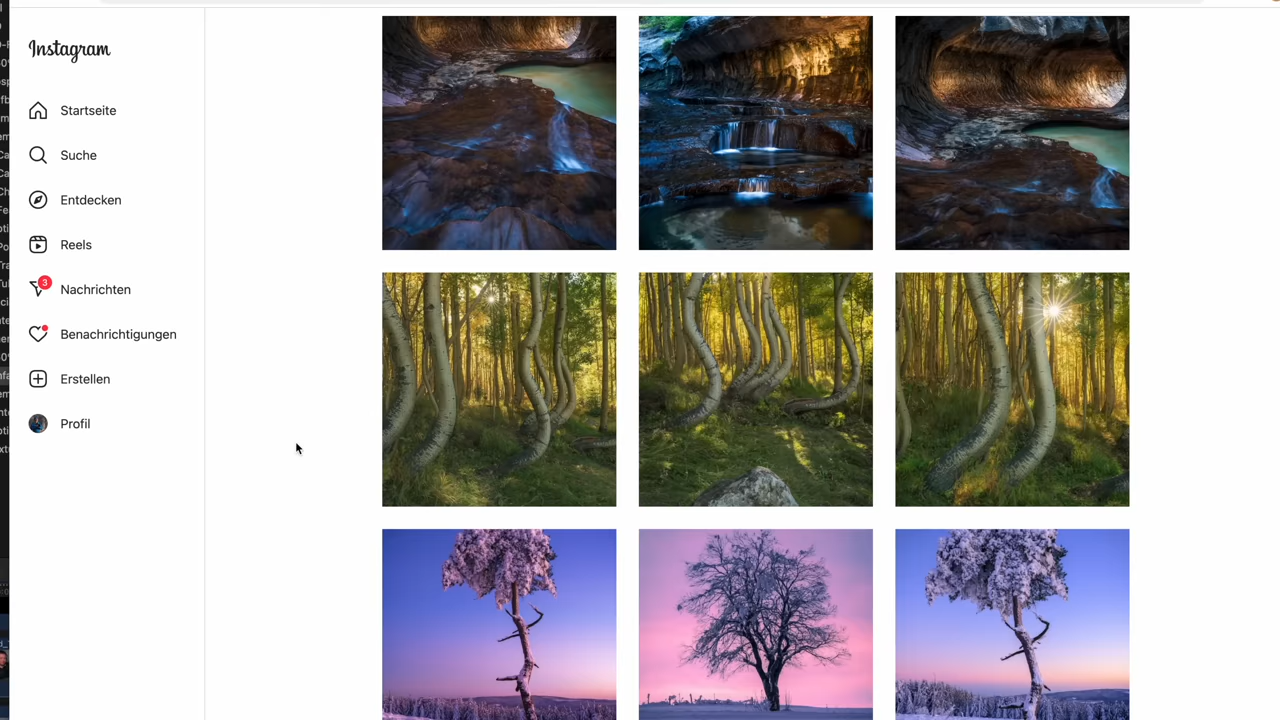 Instagram
Startseite
Suche
Entdecken
Reels
3
Nachrichten
Benachrichtigungen
Erstellen
Profil